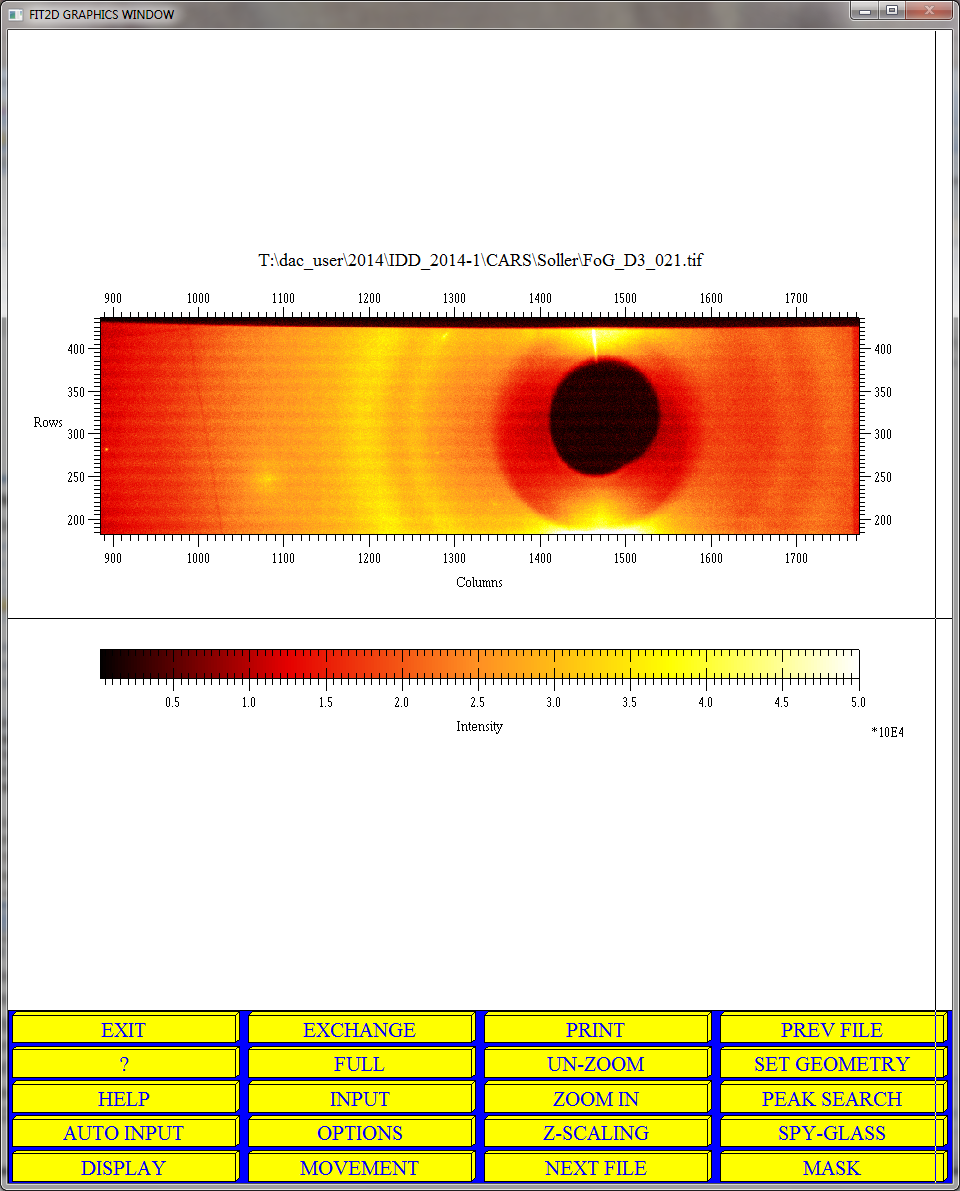 FIT2D GRAPHICS WINDOW
T:\dac_user\2014\IDD_2014-1\CARS\Soller\FoG_D3_021.tif
900 1000 1100 1200 1300 1400 1500 1600 1700
400 400
350 350
Rows
300 300
250 250
200 200
900 1000 1100 1200 1300 1400 1500 1600 1700
Columns
0.5 1.0 1.5 2.0 2.5 3.0 3.5 4.0 4.5 5.0
Intensity
*10E4
EXIT EXCHANGE PRINT PREV FILE
? FULL UN-ZOOM SET GEOMETRY
HELP INPUT ZOOM IN PEAK SEARCH
AUTO INPUT OPTIONS Z-SCALING SPY-GLASS
DISPLAY MOVEMENT NEXT FILE MASK